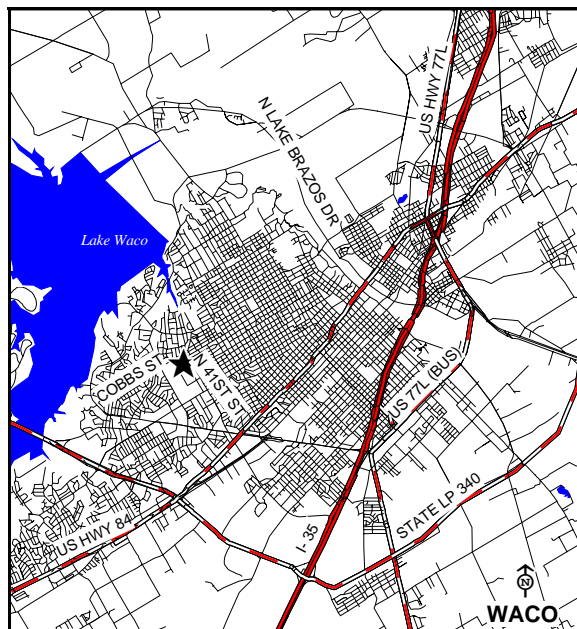 US HWY 77L
N LAKE BRAZOS DR
Lake Waco
COBBS ST
N 41ST ST
US 77L (BUS)
US HWY 84
I-35
STATE LP 340
N
WACO